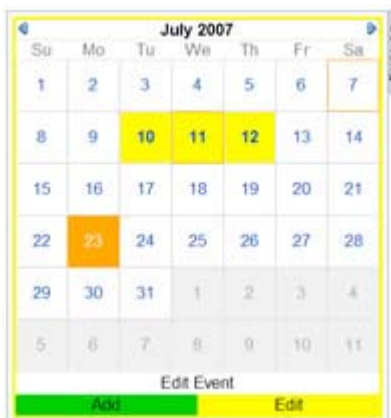 July 2007
Su Mo Tu We Th Fr Sa
1 2 3 4 5 6 7
8 9 10 11 12 13 14
15 16 17 18 19 20 21
22 23 24 25 26 27 28
29 30 31 1 2 3 4
5 6 7 8 9 10 11
Edit Event
Add Edit